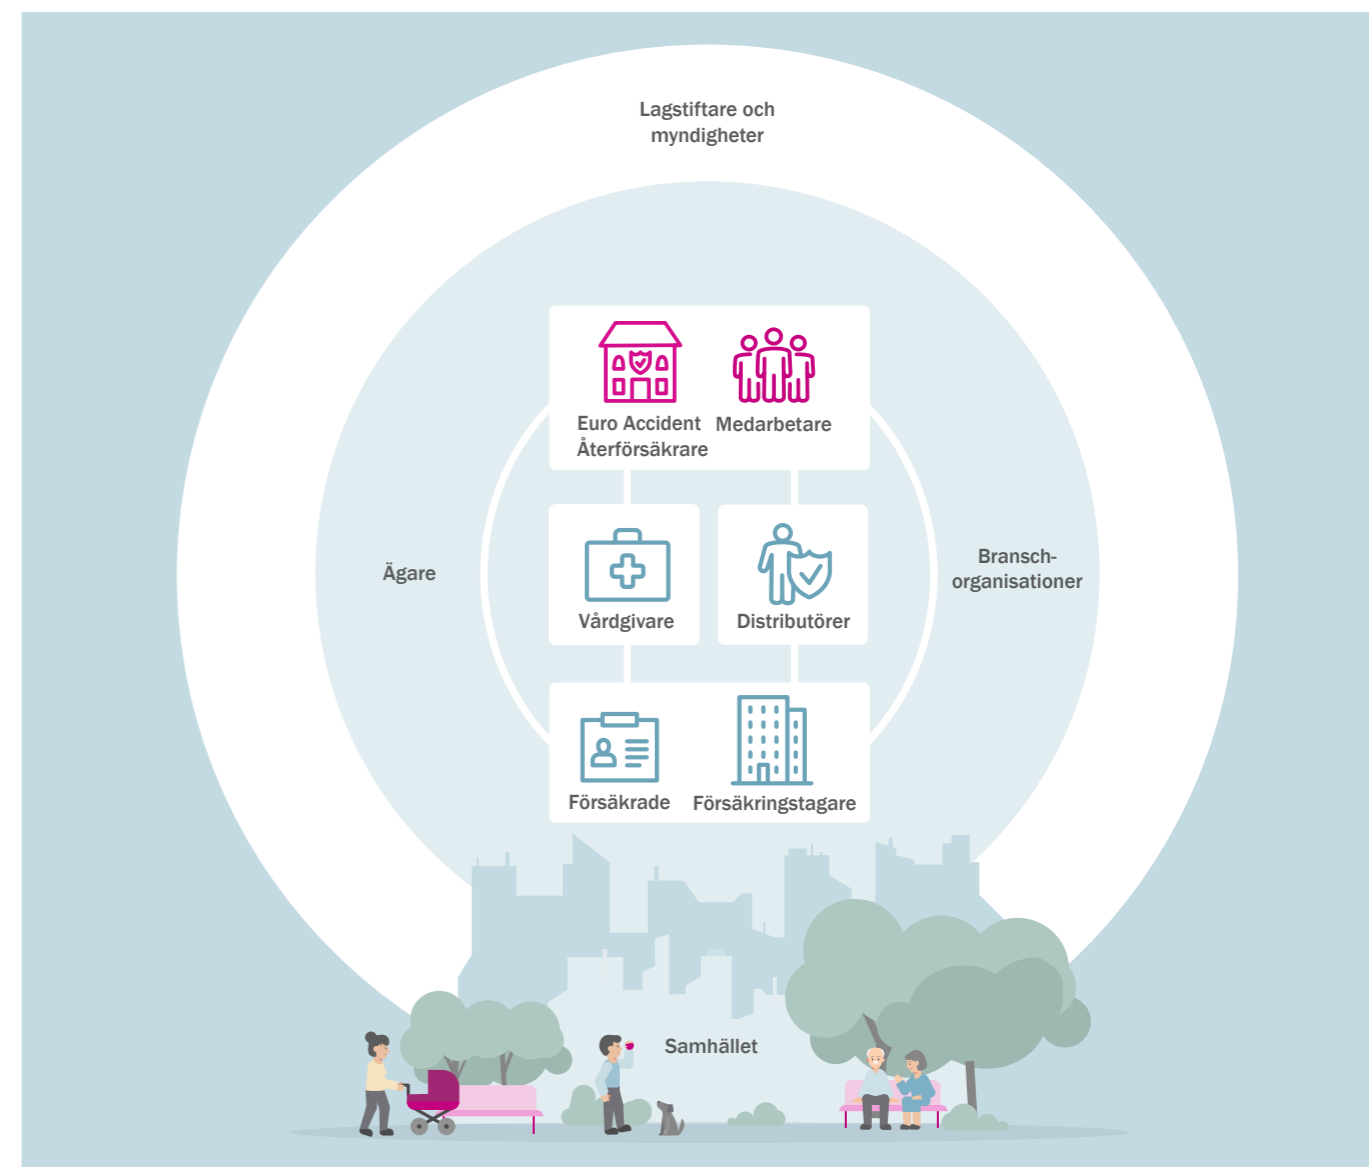 Lagstiftare och
myndigheter
Euro Accident
Återförsäkrare
Medarbetare
Ägare
Bransch-
organisationer
Vårdgivare
Distributörer
Försäkrade
Försäkringstagare
Samhället